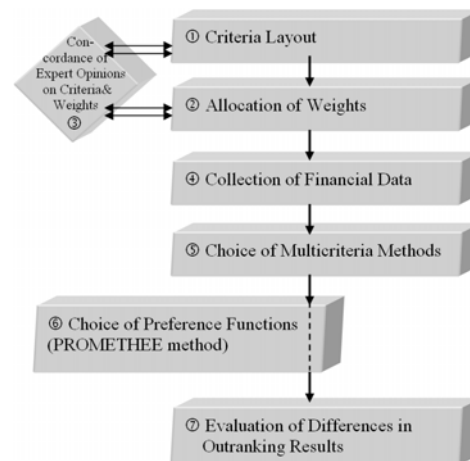 ① Criteria Layout
Con-
cordance of
Expert Opinions
on Criteria&
Weights
③
② Allocation of Weights
④ Collection of Financial Data
⑤ Choice of Multicriteria Methods
⑥ Choice of Preference Functions
(PROMETHEE method)
⑦ Evaluation of Differences in
Outranking Results